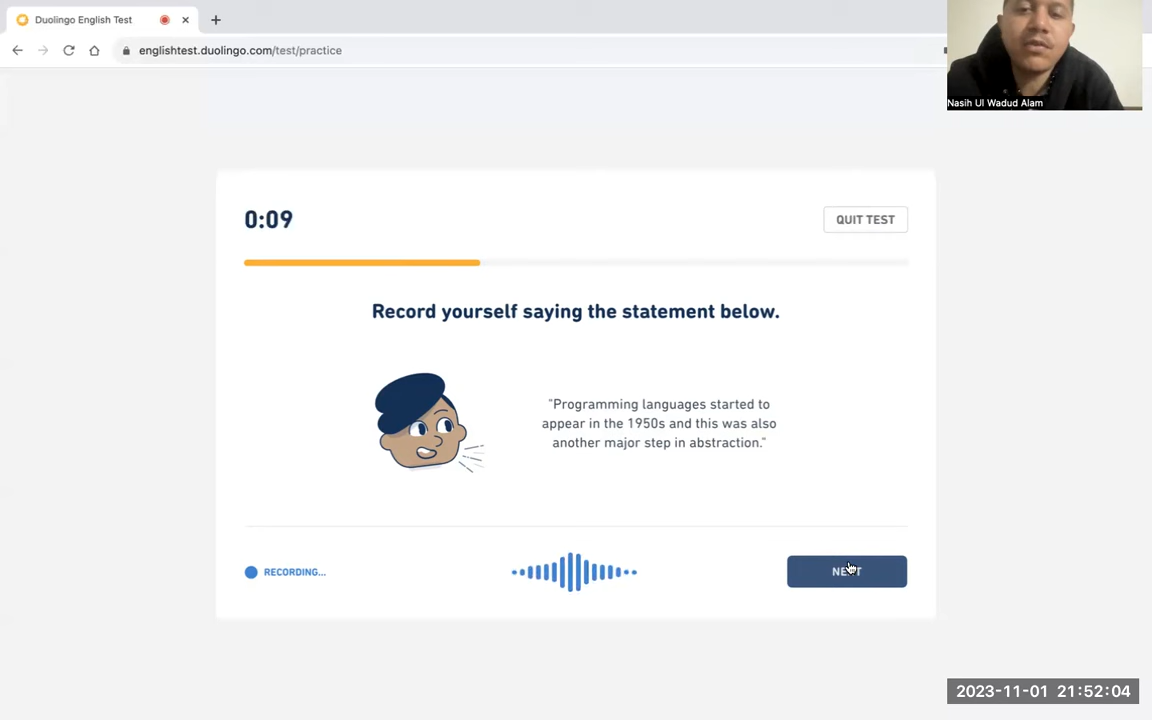 Duolingo English Test
englishtest.duolingo.com/test/practice
Nasih Ul Wadud Alam
0:09
QUIT TEST
Record yourself saying the statement below.
"Programming languages started to
appear in the 1950s and this was also
another major step in abstraction."
RECORDING...
NEXT
2023-11-01 21:52:04